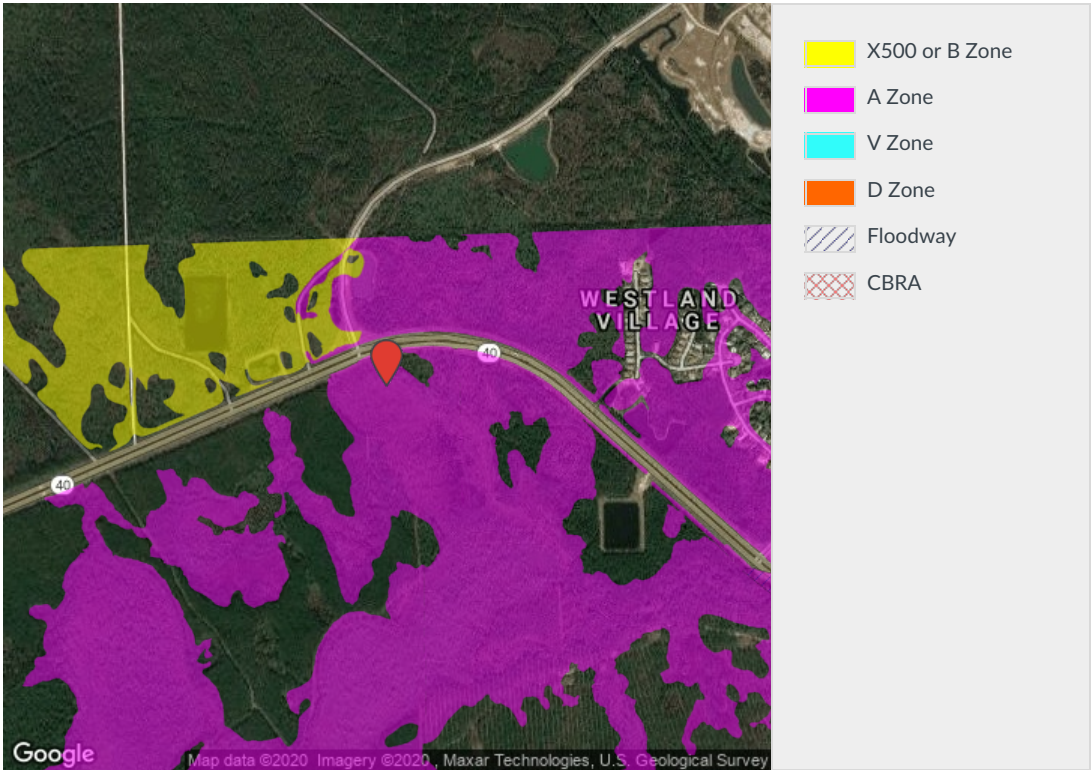 X500 or B Zone
A Zone
V Zone
D Zone
Floodway
CBRA
WESTLAND
VILLAGE
40
40
Google
Map data ©2020 Imagery ©2020 , Maxar Technologies, U.S. Geological Survey